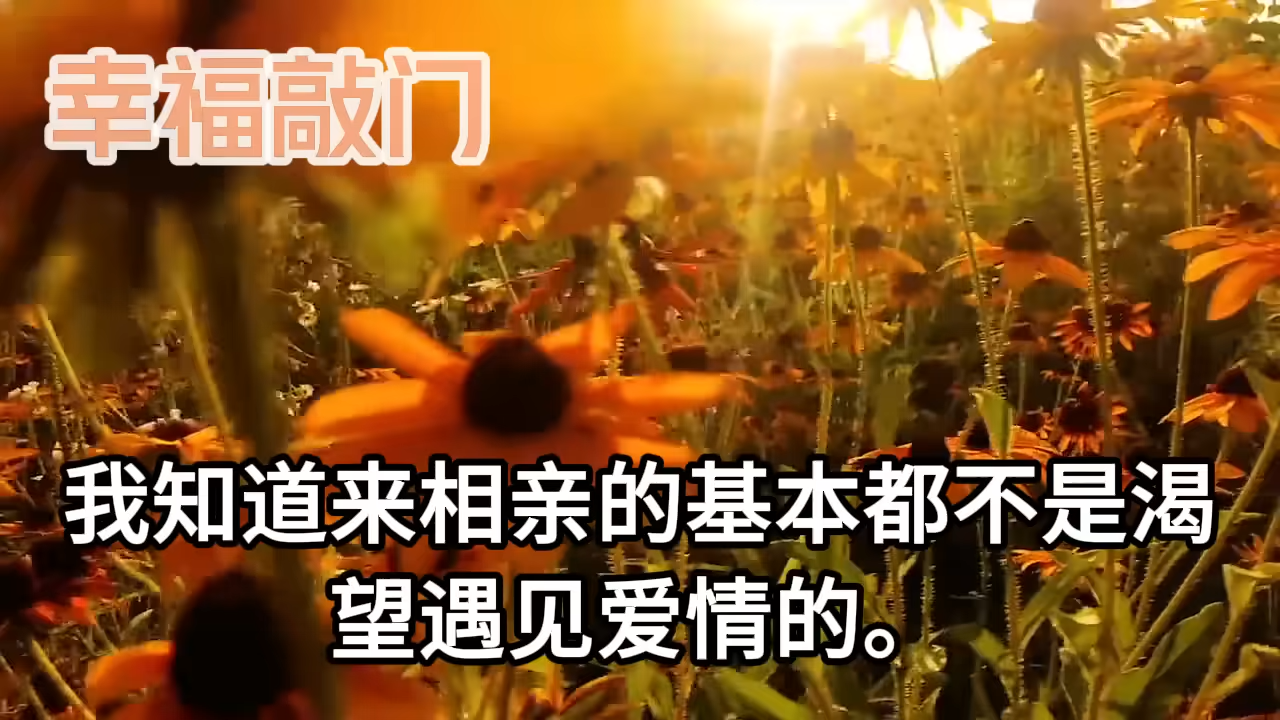 幸福敲门
我知道来相亲的基本都不是渴
望遇见爱情的。